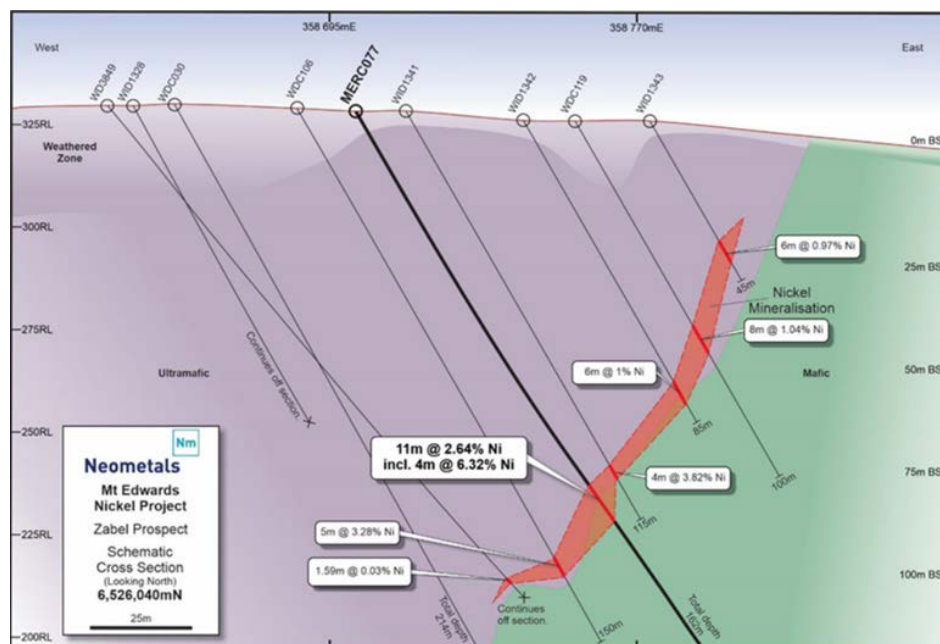 358 695mE
358 770mE
West
East
WD3849
WID1328
WDC030
WDC106
MERC077
WID1341
WID1342
WDC119
WID1343
325RL
Weathered
Zone
0m BS
300RL
6m @ 0.97% Ni
25m BS
45m
Nickel
Mineralisation
275RL
8m @ 1.04% Ni
Continues off section.
Ultramafic
6m @ 1% Ni
Mafic
50m BS
85m
250RL
Nm
Neometals
Mt Edwards
Nickel Project
Zabel Prospect
Schematic
Cross Section
(Looking North)
6,526,040mN
25m
11m @ 2.64% Ni
incl. 4m @ 6.32% Ni
4m @ 3.82% Ni
75m BS
100m
115m
225RL
5m @ 3.28% Ni
1.59m @ 0.03% Ni
100m BS
Continues
off section.
Total depth
214m
150m
Total depth
162m
200RL